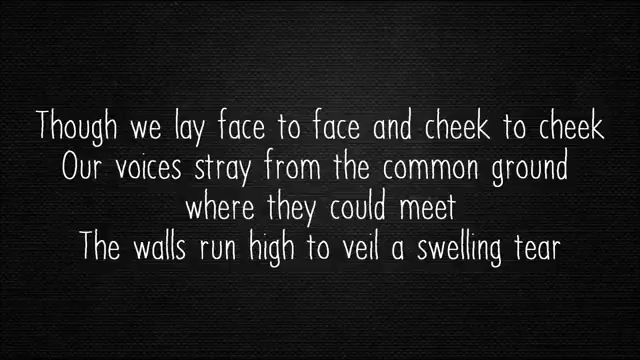 Though we lay face to face and cheek to cheek
Our voices stray from the common ground
where they could meet
The walls run high to veil a swelling tear